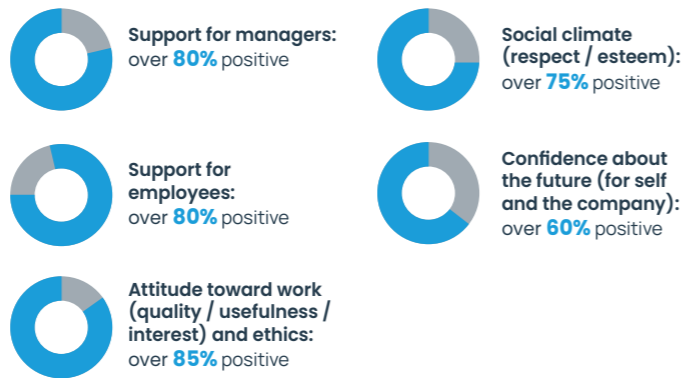 Support for managers:
over 80% positive
Support for
employees:
over 80% positive
Attitude toward work
(quality / usefulness /
interest) and ethics:
over 85% positive
Social climate
(respect / esteem):
over 75% positive
Confidence about
the future (for self
and the company):
over 60% positive